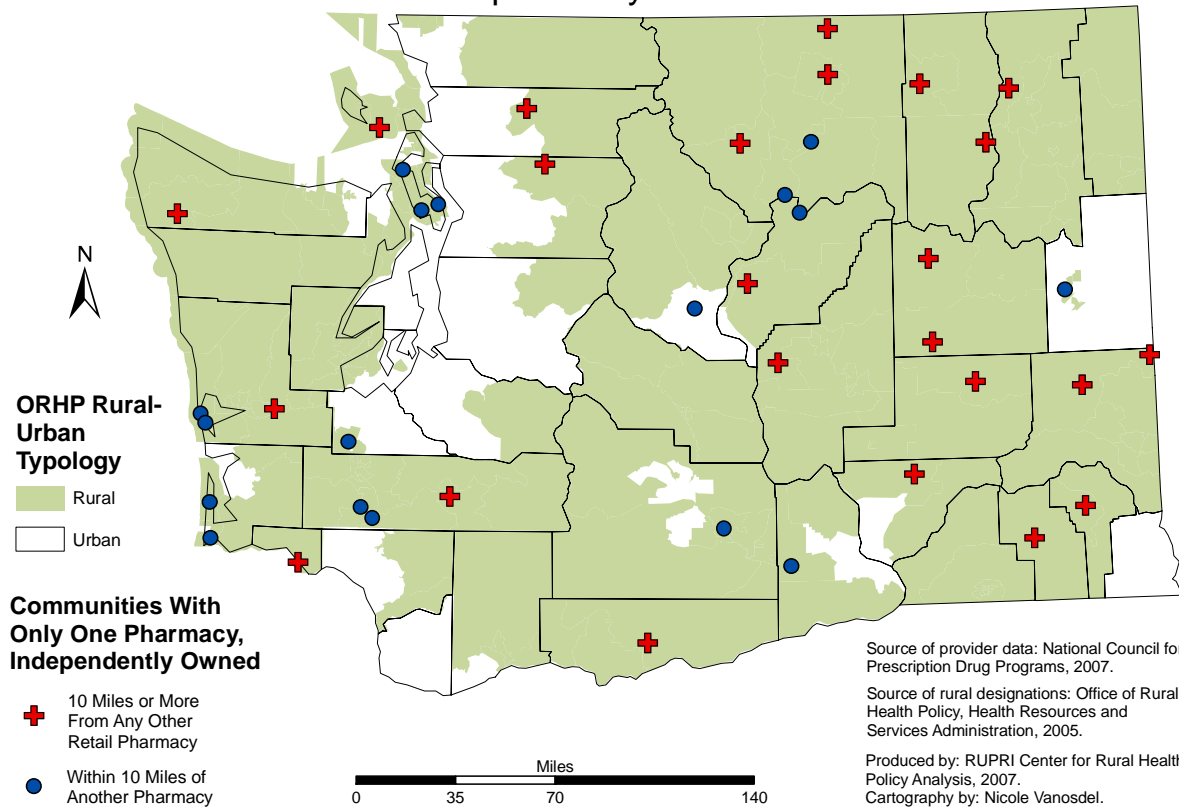 N
ORHP Rural-
Urban
Typology
Rural
Urban
Communities With
Only One Pharmacy,
Independently Owned
10 Miles or More
From Any Other
Retail Pharmacy
Within 10 Miles of
Another Pharmacy
Miles
0 35 70 140
Source of provider data: National Council for
Prescription Drug Programs, 2007.
Source of rural designations: Office of Rural
Health Policy, Health Resources and
Services Administration, 2005.
Produced by: RUPRI Center for Rural Health
Policy Analysis, 2007.
Cartography by: Nicole Vanosdel.